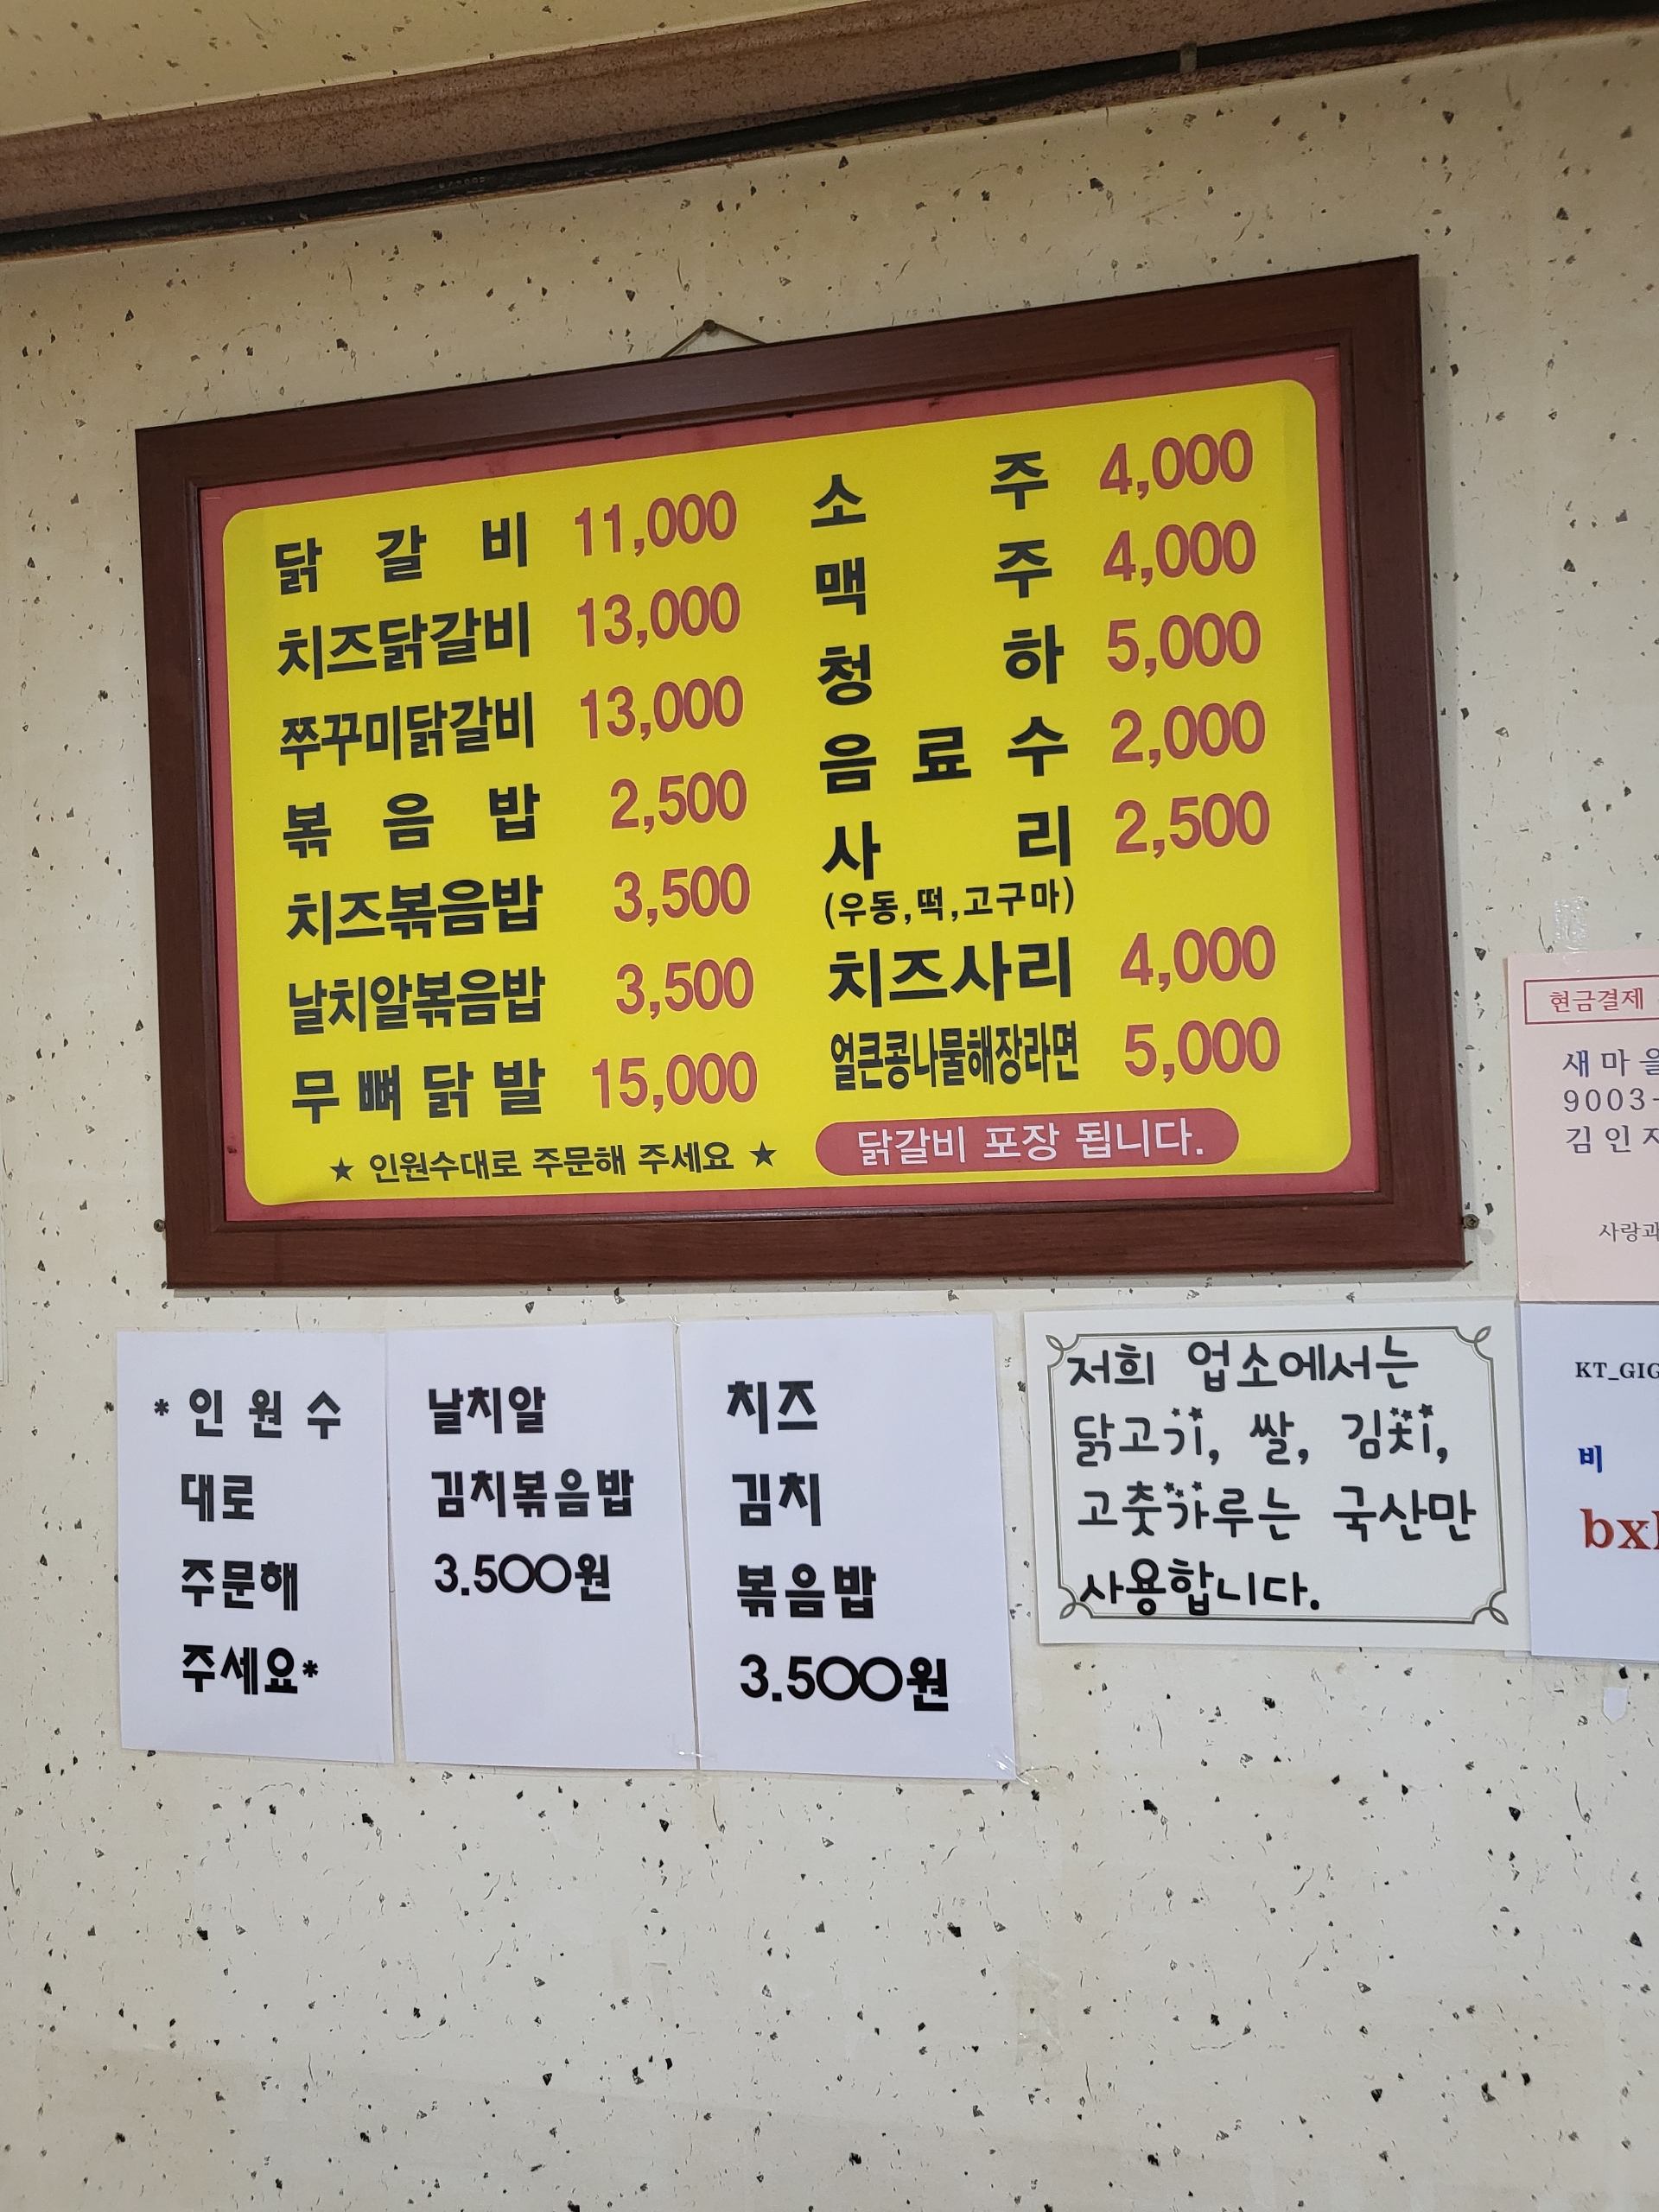 닭갈비 11,000
치즈닭갈비 13,000
쭈꾸미닭갈비 13,000
볶음밥 2,500
치즈볶음밥 3,500
날치알볶음밥 3,500
무뼈닭발 15,000
★ 인원수대로 주문해 주세요 ★
소주 4,000
맥주 4,000
청하 5,000
음료수 2,000
사리 2,500
(우동,떡,고구마)
치즈사리 4,000
얼큰콩나물해장라면 5,000
닭갈비 포장 됩니다.
*인원수
대로
주문해
주세요*
날치알
김치볶음밥
3.500원
치즈
김치
볶음밥
3.500원
저희 업소에서는
닭고기, 쌀, 김치,
고춧가루는 국산만
사용합니다.
현금결제
새마을
9003-
김인
사랑과
KT_GIG
비